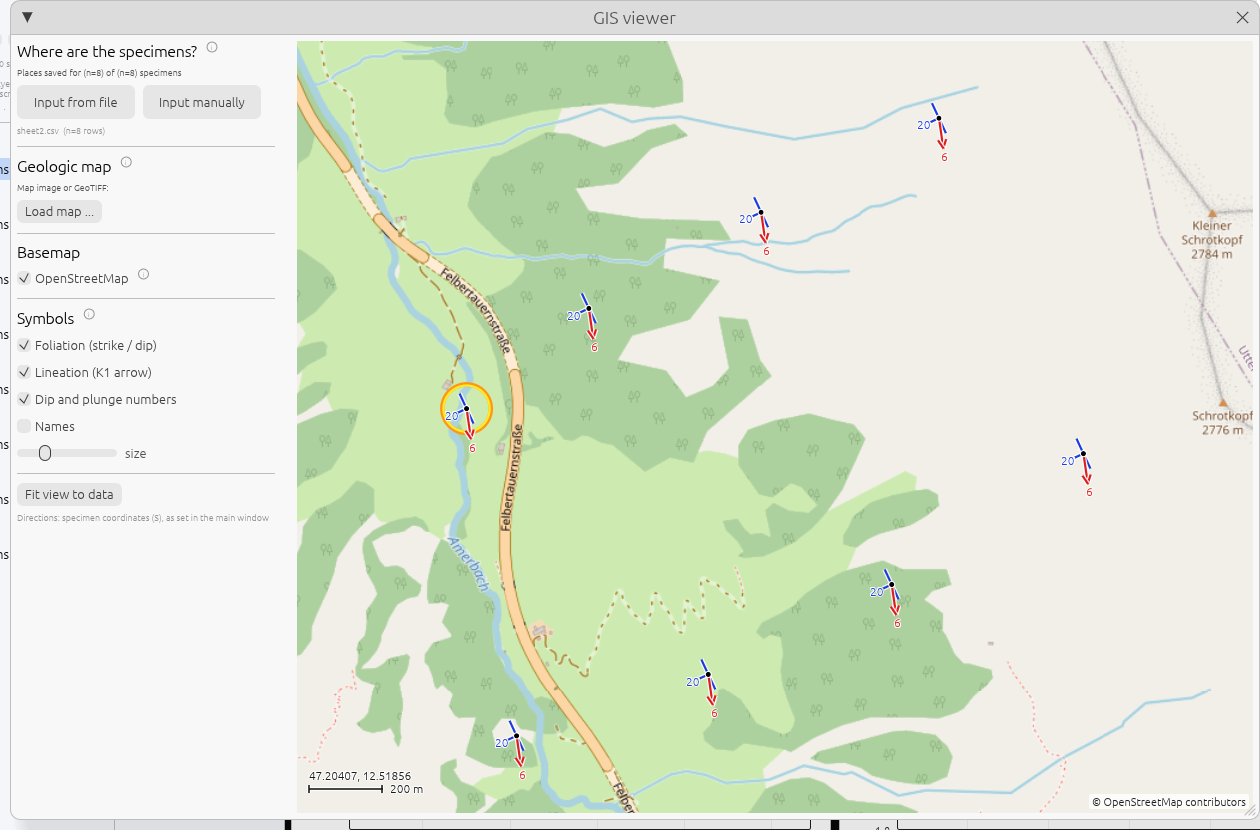 GIS viewer
Where are the specimens?
Places saved for (n=8) of (n=8) specimens
Input from file
Input manually
sheet2.csv (n=8 rows)
Geologic map
Map image or GeoTIFF:
Load map ...
Basemap
OpenStreetMap
Symbols
Foliation (strike / dip)
Lineation (K1 arrow)
Dip and plunge numbers
Names
size
Fit view to data
Directions: specimen coordinates (S), as set in the main window
20
6
20
6
Kleiner
Schrotkopf
2784 m
Felbertauernstraße
20
6
Utte
20
6
Schrotkopf
2776 m
Felbertauernstraße
20
6
Amerbach
20
6
20
6
20
6
47.20407, 12.51856
200 m
Felber
© OpenStreetMap contributors